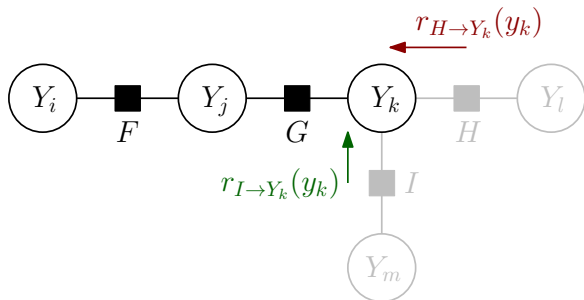 r_{H→Y_k}(y_k)
Y_i Y_j Y_k Y_l
F G H
r_{I→Y_k}(y_k) I
Y_m